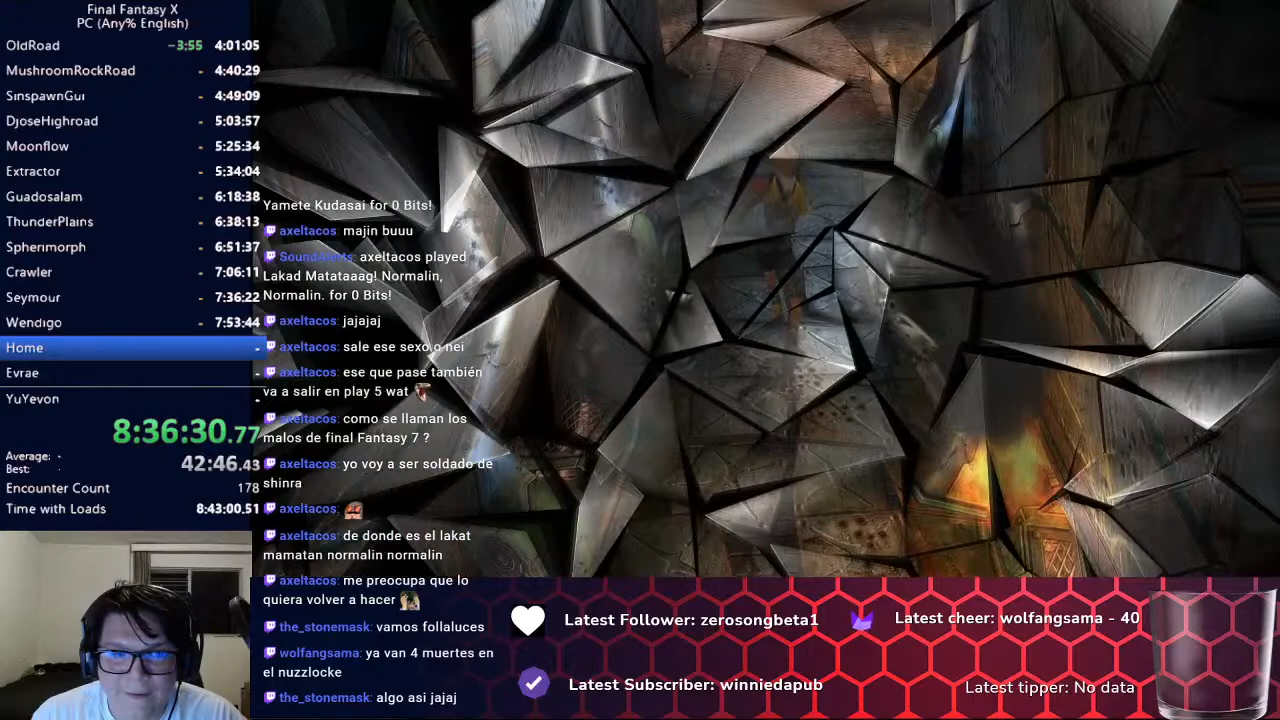 Final Fantasy X
PC (Any% English)
OldRoad −3:55 4:01:05
MushroomRockRoad - 4:40:29
SinspawnGui - 4:49:09
DjoseHighroad - 5:03:57
Moonflow - 5:25:34
Extractor - 5:34:04
Guadosalam - 6:18:38
ThunderPlains - 6:38:13
Spherimorph - 6:51:37
Crawler - 7:06:11
Seymour - 7:36:22
Wendigo - 7:53:44
Home -
Evrae -
YuYevon -
8:36:30.77
Average: -
Best: -
42:46.43
Encounter Count 178
Time with Loads 8:43:00.51
Yamete Kudasai for 0 Bits!
axeltacos: majin buuu
SoundAlerts: axeltacos played
Lakad Matataaag! Normalin,
Normalin. for 0 Bits!
axeltacos: jajajaj
axeltacos: sale ese sexo o nei
axeltacos: ese que pase también
va a salir en play 5 wat
axeltacos: como se llaman los
malos de final Fantasy 7 ?
axeltacos: yo voy a ser soldado de
shinra
axeltacos:
axeltacos: de donde es el lakat
mamatan normalin normalin
axeltacos: me preocupa que lo
quiera volver a hacer
the_stonemask: vamos follaluces
wolfangsama: ya van 4 muertes en
el nuzzlocke
the_stonemask: algo asi jajaj
Latest Follower: zerosongbeta1
Latest cheer: wolfangsama - 40
Latest Subscriber: winniedapub
Latest tipper: No data